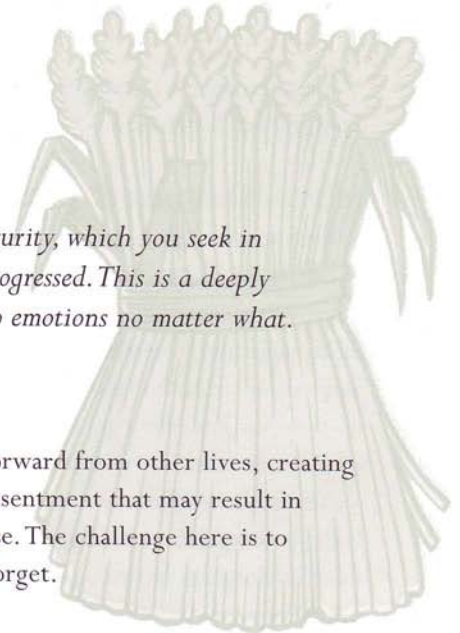 urity, which you seek in
ogressed. This is a deeply
emotions no matter what.
rward from other lives, creating
sentment that may result in
e. The challenge here is to
orget.